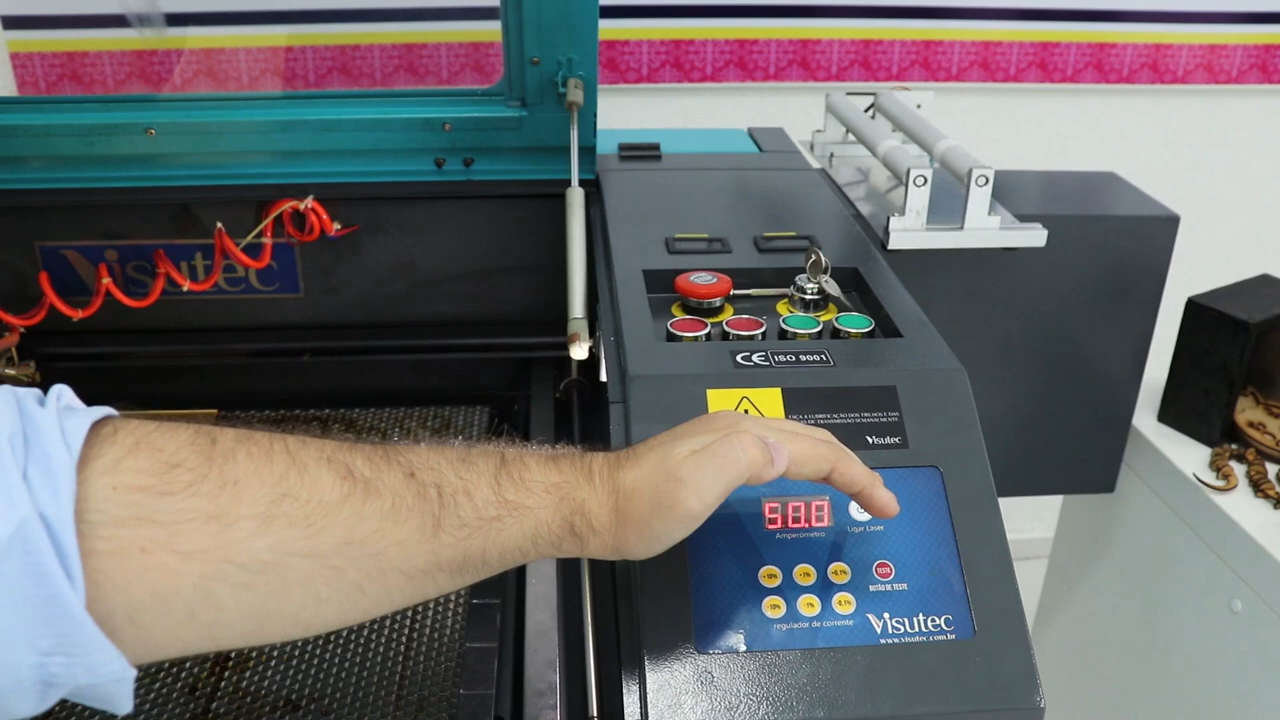 Visutec
CE ISO 9001
FAÇA A LUBRIFICAÇÃO DOS TRILHOS E DAS
DE TRANSMISSÃO SEMANALMENTE.
Visutec
50.0
Amperômetro
Ligar Laser
+10% +1% +0,1%
TESTE
BOTÃO DE TESTE
-10% -1% -0,1%
regulador de corrente
Visutec
www.visutec.com.br